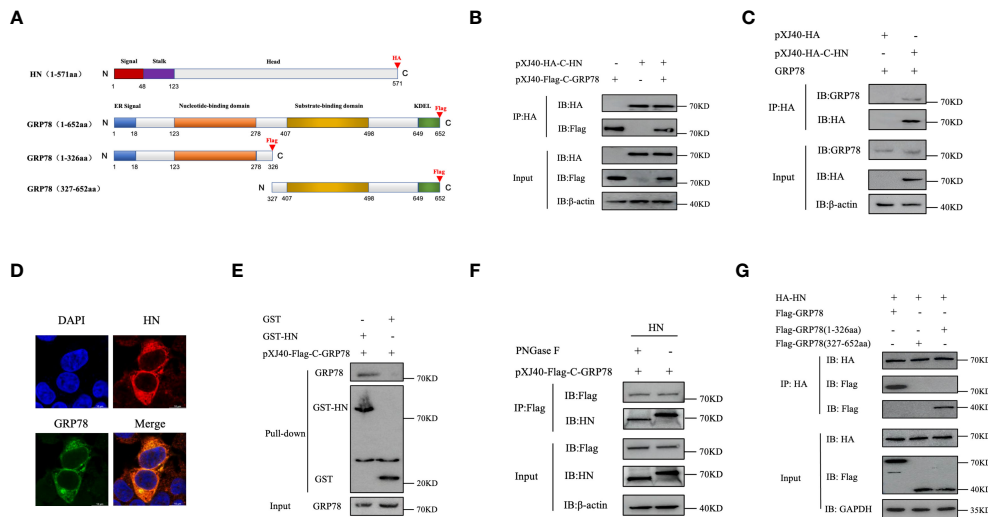 A
Signal Stalk Head HA
HN (1-571aa) N C
1 48 123 571
ER Signal Nucleotide-binding domain Substrate-binding domain KDEL Flag
GRP78 (1-652aa) N C
1 18 123 278 407 498 649 652
Flag
GRP78 (1-326aa) N C
1 18 123 278 326
Flag
GRP78 (327-652aa) N C
327 407 498 649 652
B
pXJ40-HA-C-HN - + +
pXJ40-Flag-C-GRP78 + - +
IP:HA
IB:HA 70KD
IB:Flag 70KD
Input
IB:HA 70KD
IB:Flag 70KD
IB:β-actin 40KD
C
pXJ40-HA + -
pXJ40-HA-C-HN - +
GRP78 + +
IP:HA
IB:GRP78 70KD
IB:HA 70KD
Input
IB:GRP78 70KD
IB:HA 70KD
IB:β-actin 40KD
D
DAPI HN
GRP78 Merge
E
GST - +
GST-HN + -
pXJ40-Flag-C-GRP78 + +
Pull-down
GRP78 70KD
GST-HN 70KD
GST 20KD
Input GRP78 70KD
F
HN
PNGase F + -
pXJ40-Flag-C-GRP78 + +
IP:Flag
IB:Flag 70KD
IB:HN 70KD
Input
IB:Flag 70KD
IB:HN 70KD
IB:β-actin 40KD
G
HA-HN + + +
Flag-GRP78 + - -
Flag-GRP78(1-326aa) - - +
Flag-GRP78(327-652aa) - + -
IP: HA
IB: HA 70KD
IB: Flag 70KD
IB: Flag 40KD
Input
IB: HA 70KD
IB: Flag 70KD
40KD
IB: GAPDH 35KD